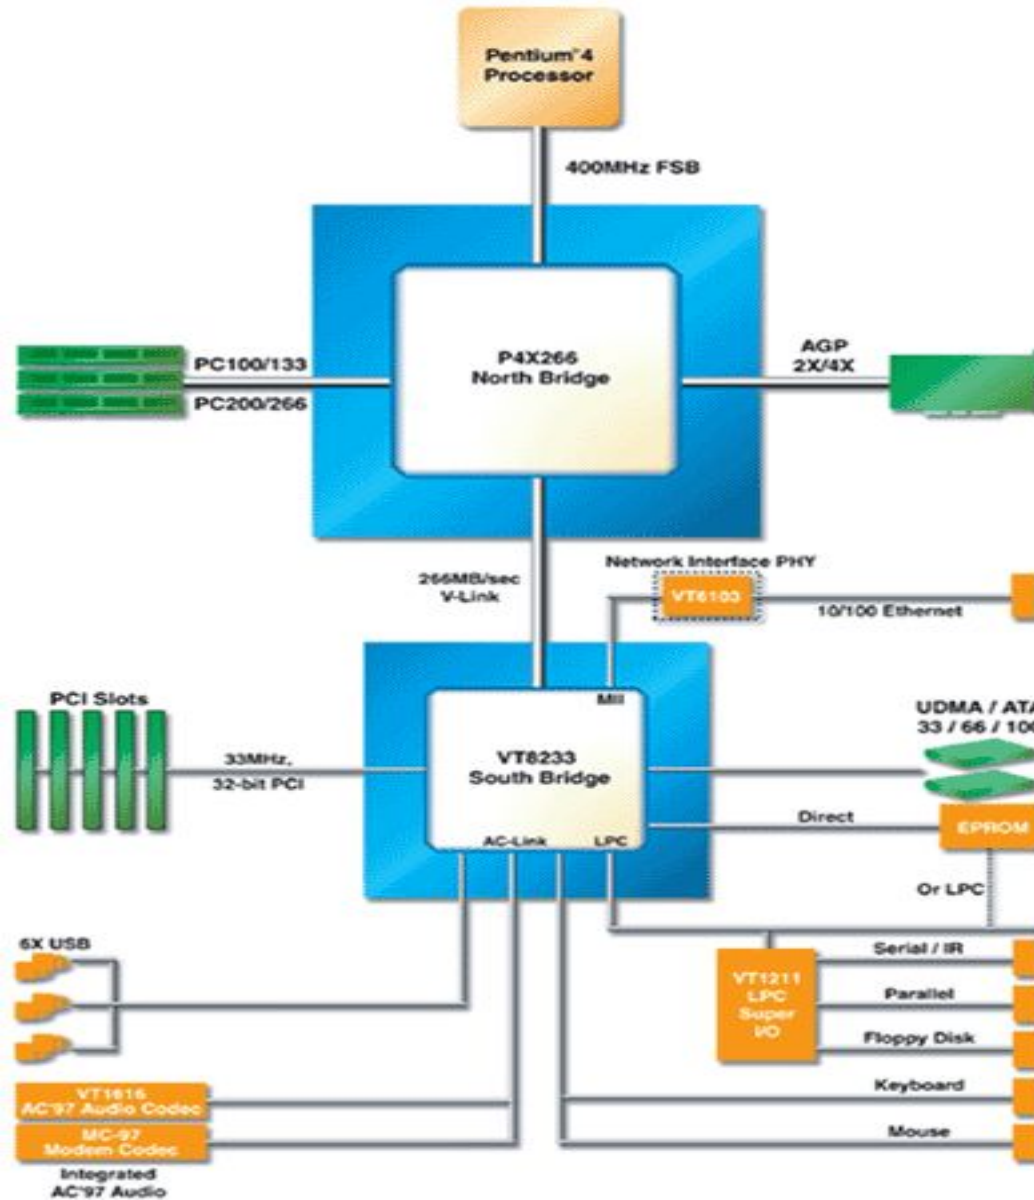 Pentium®4
Processor
400MHz FSB
P4X266
North Bridge
PC100/133
PC200/266
AGP
2X/4X
266MB/sec
V-Link
Network Interface PHY
VT6103
10/100 Ethernet
MII
PCI Slots
33MHz,
32-bit PCI
VT8233
South Bridge
UDMA / ATA
33 / 66 / 100
Direct
EPROM
AC-Link
LPC
Or LPC
6X USB
VT1211
LPC
Super
I/O
Serial / IR
Parallel
Floppy Disk
Keyboard
Mouse
VT1616
AC'97 Audio Codec
MC-97
Modem Codec
Integrated
AC'97 Audio